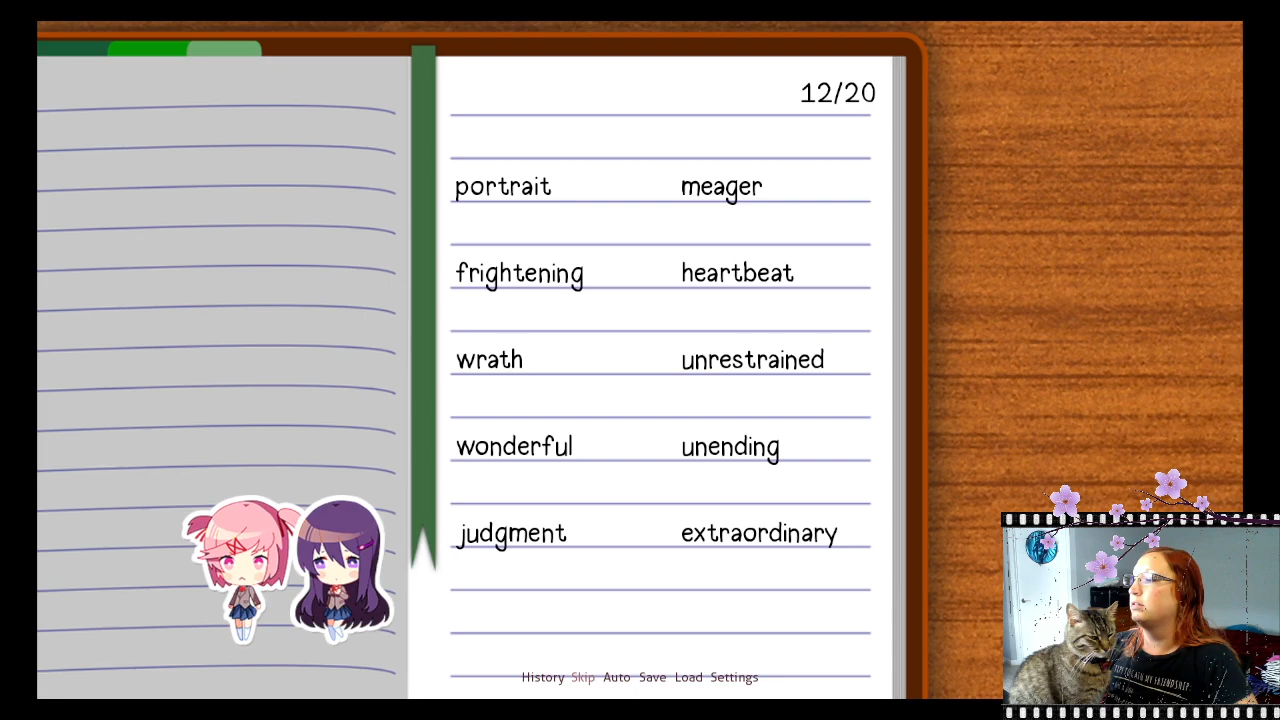 12/20
portrait meager
frightening heartbeat
wrath unrestrained
wonderful unending
judgment extraordinary
History Skip Auto Save Load Settings